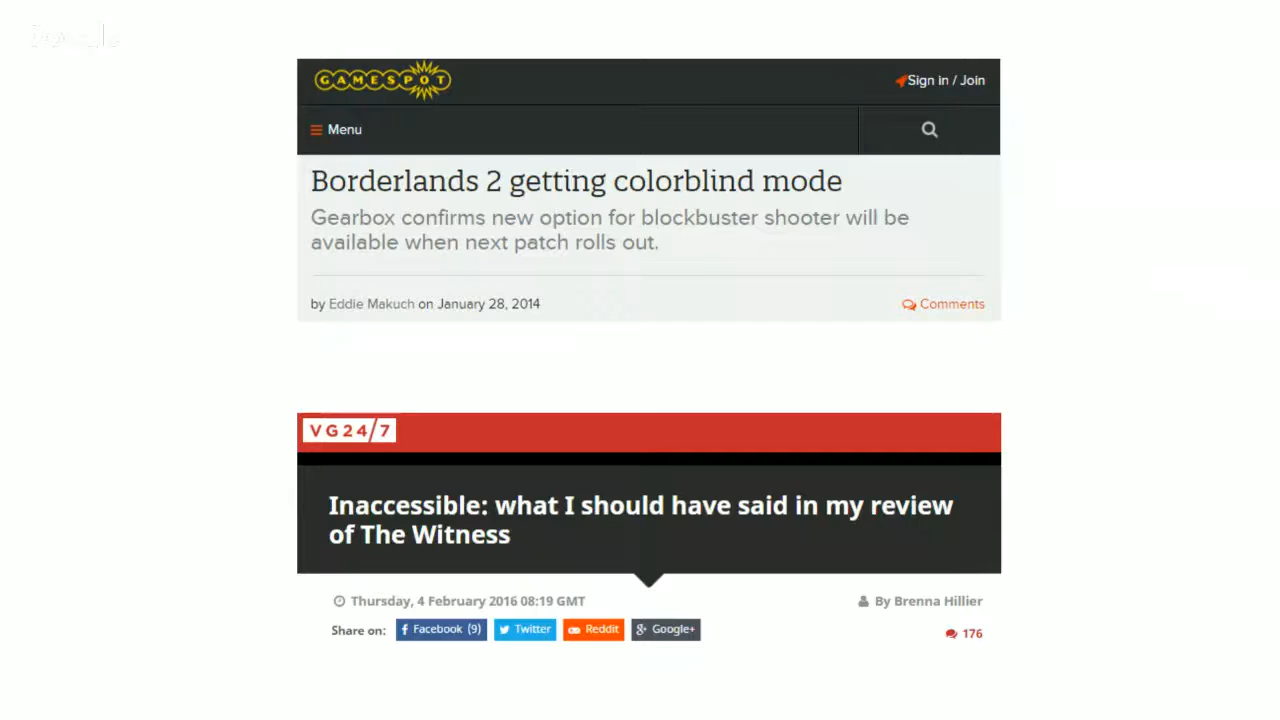 GAMESPOT
Sign in / Join
Menu
Borderlands 2 getting colorblind mode
Gearbox confirms new option for blockbuster shooter will be
available when next patch rolls out.
by Eddie Makuch on January 28, 2014
Comments
VG24/7
Inaccessible: what I should have said in my review
of The Witness
Thursday, 4 February 2016 08:19 GMT
By Brenna Hillier
Share on:
Facebook (9)
Twitter
Reddit
Google+
176